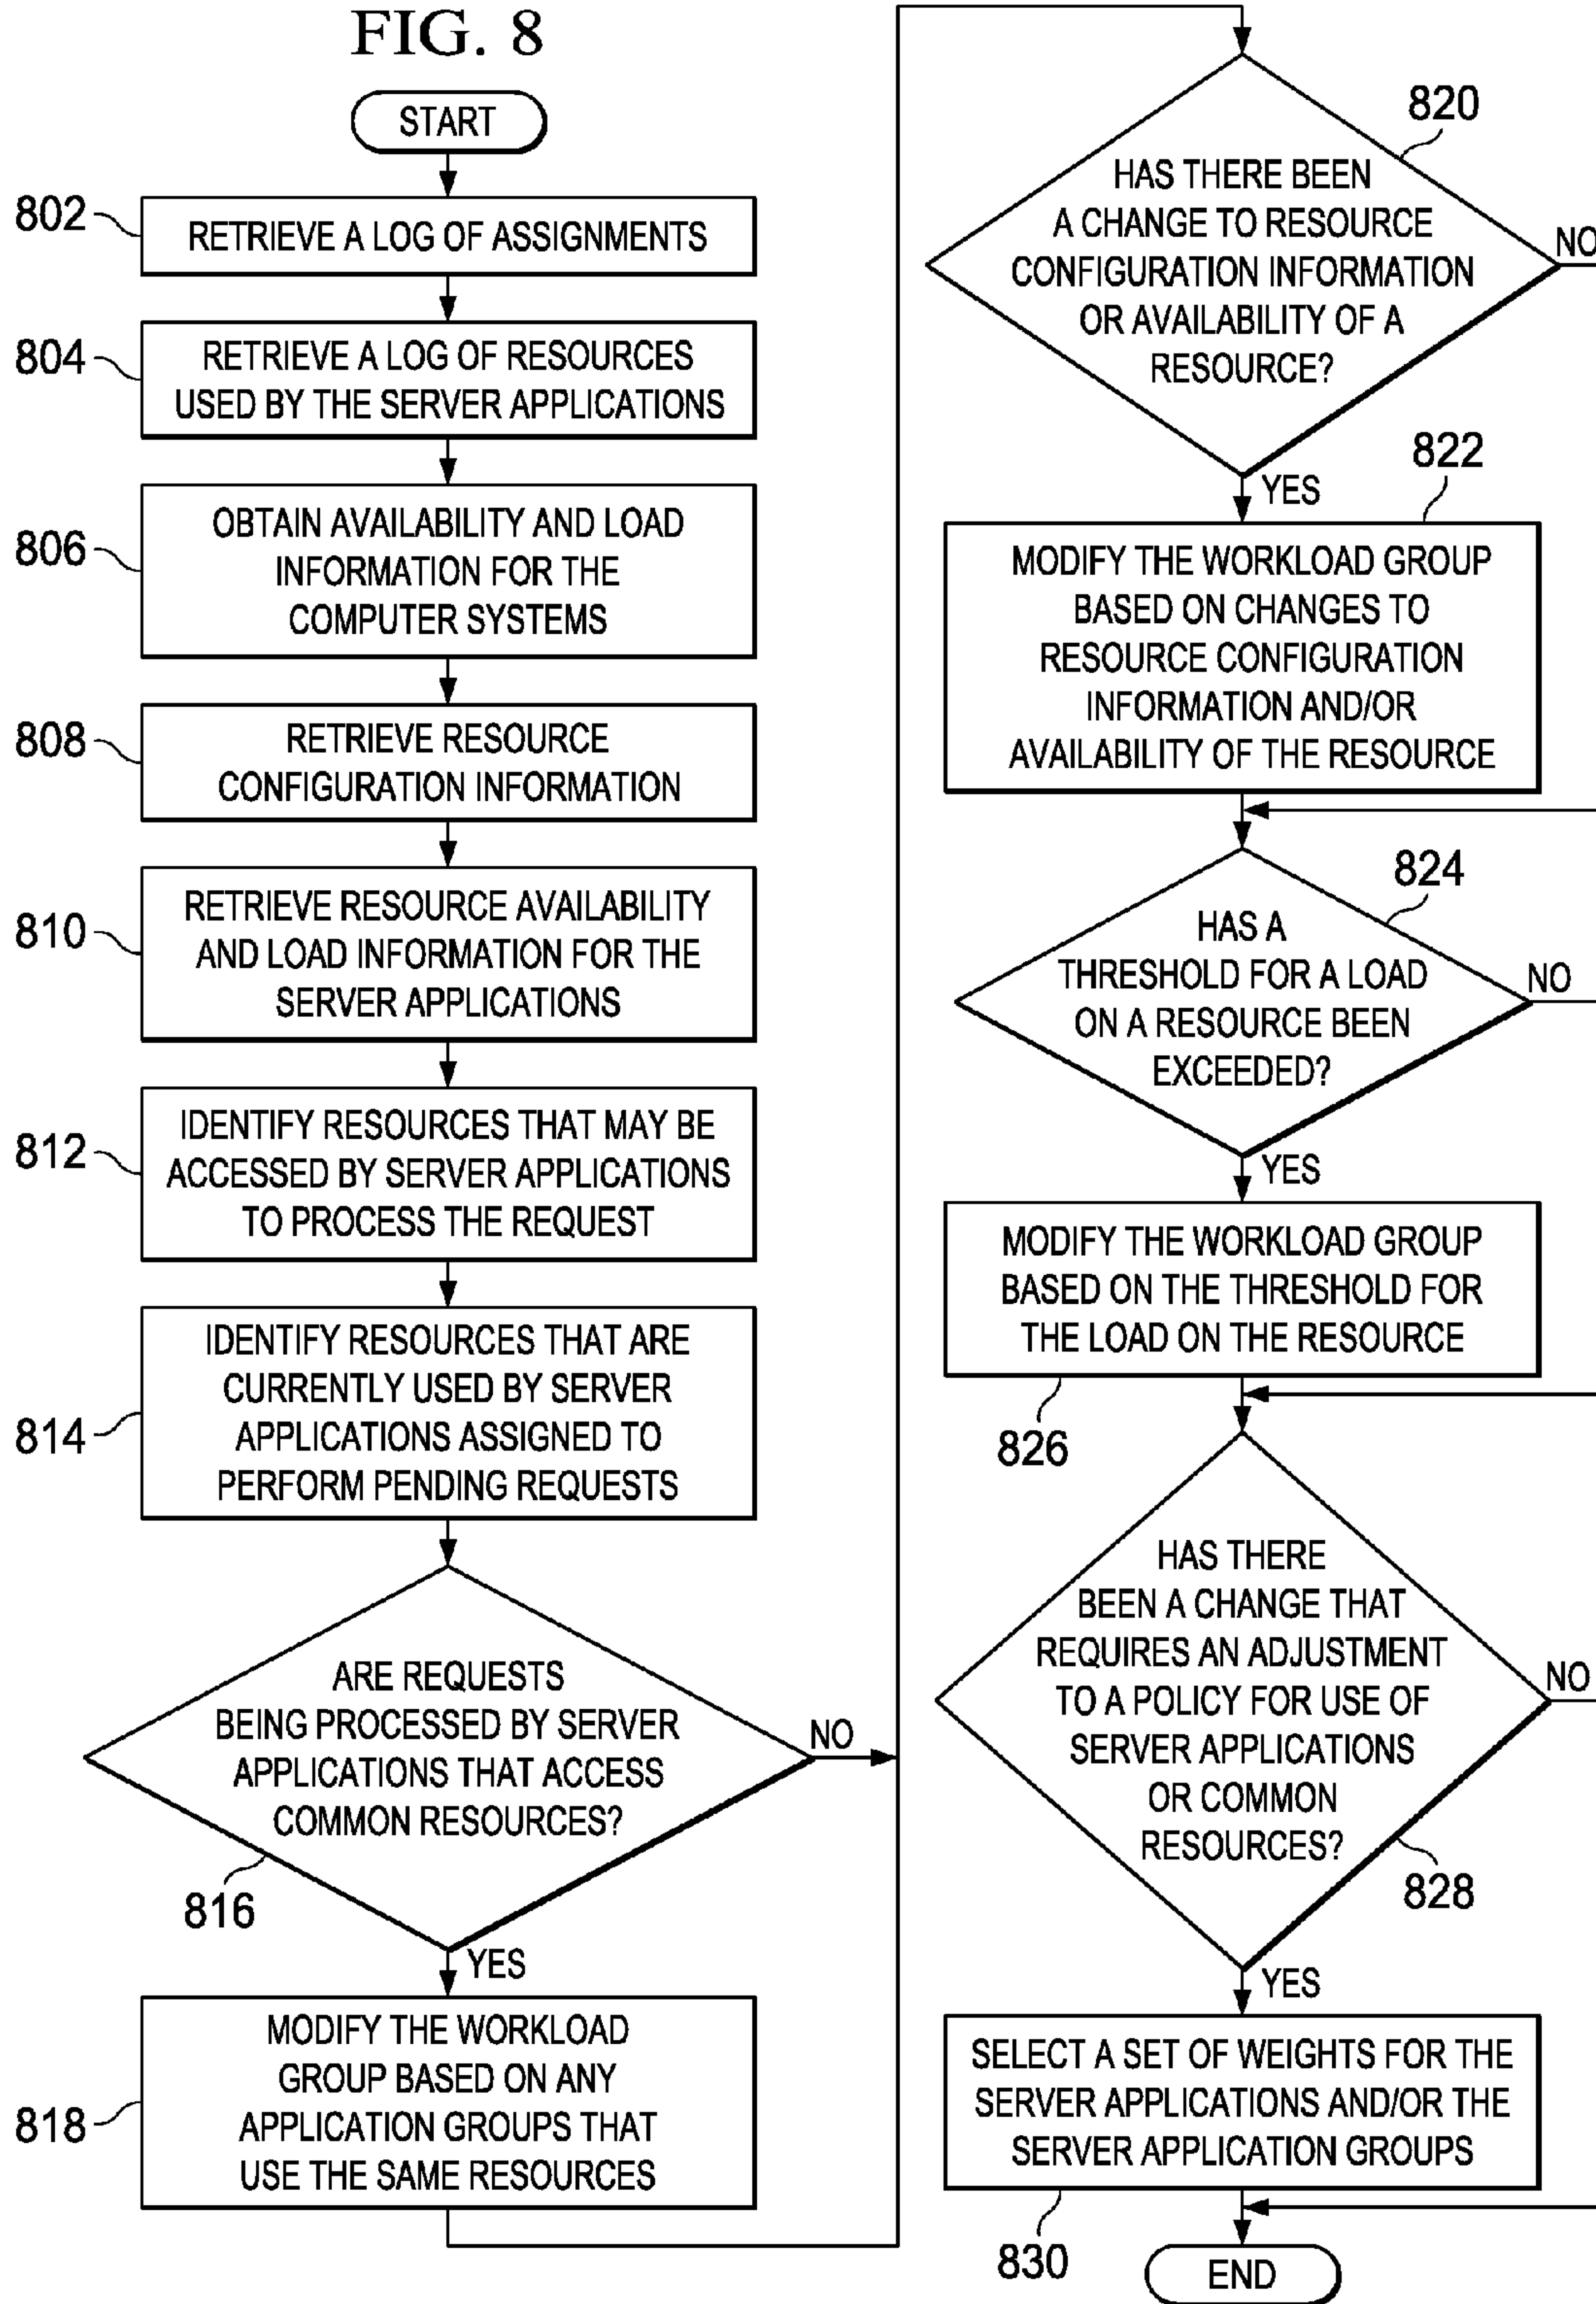 FIG. 8
START
802
RETRIEVE A LOG OF ASSIGNMENTS
804
RETRIEVE A LOG OF RESOURCES
USED BY THE SERVER APPLICATIONS
806
OBTAIN AVAILABILITY AND LOAD
INFORMATION FOR THE
COMPUTER SYSTEMS
808
RETRIEVE RESOURCE
CONFIGURATION INFORMATION
810
RETRIEVE RESOURCE AVAILABILITY
AND LOAD INFORMATION FOR THE
SERVER APPLICATIONS
812
IDENTIFY RESOURCES THAT MAY BE
ACCESSED BY SERVER APPLICATIONS
TO PROCESS THE REQUEST
814
IDENTIFY RESOURCES THAT ARE
CURRENTLY USED BY SERVER
APPLICATIONS ASSIGNED TO
PERFORM PENDING REQUESTS
ARE REQUESTS
BEING PROCESSED BY SERVER
APPLICATIONS THAT ACCESS
COMMON RESOURCES?
NO
816
YES
818
MODIFY THE WORKLOAD
GROUP BASED ON ANY
APPLICATION GROUPS THAT
USE THE SAME RESOURCES
820
HAS THERE BEEN
A CHANGE TO RESOURCE
CONFIGURATION INFORMATION
OR AVAILABILITY OF A
RESOURCE?
NO
YES
822
MODIFY THE WORKLOAD GROUP
BASED ON CHANGES TO
RESOURCE CONFIGURATION
INFORMATION AND/OR
AVAILABILITY OF THE RESOURCE
824
HAS A
THRESHOLD FOR A LOAD
ON A RESOURCE BEEN
EXCEEDED?
NO
YES
MODIFY THE WORKLOAD GROUP
BASED ON THE THRESHOLD FOR
THE LOAD ON THE RESOURCE
826
HAS THERE
BEEN A CHANGE THAT
REQUIRES AN ADJUSTMENT
TO A POLICY FOR USE OF
SERVER APPLICATIONS
OR COMMON
RESOURCES?
NO
828
YES
SELECT A SET OF WEIGHTS FOR THE
SERVER APPLICATIONS AND/OR THE
SERVER APPLICATION GROUPS
830
END